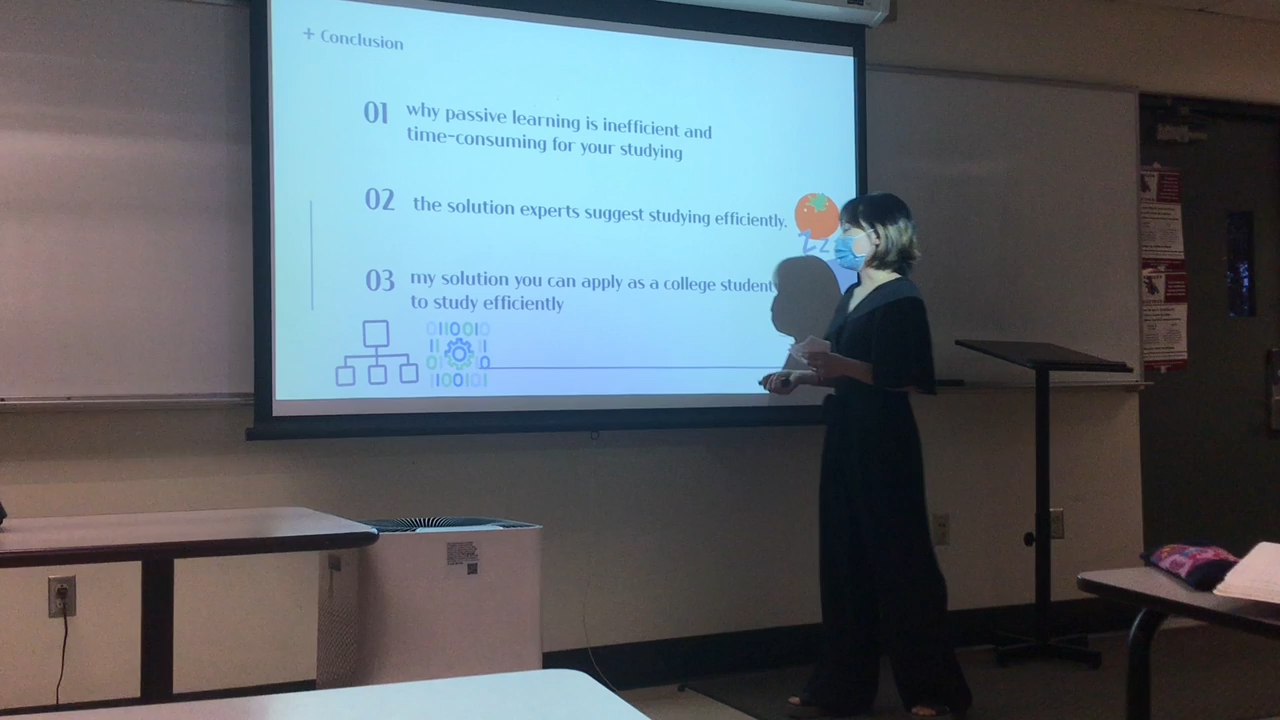 + Conclusion
01 why passive learning is inefficient and
time-consuming for your studying
02 the solution experts suggest studying efficiently.
03 my solution you can apply as a college student
to study efficiently